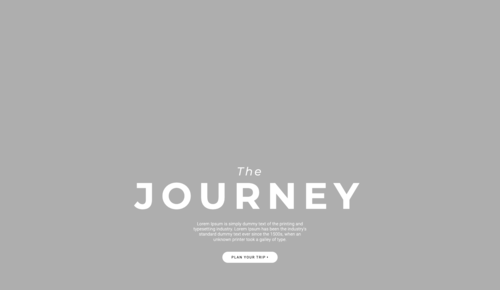 The
JOURNEY
Lorem Ipsum is simply dummy text of the printing and
typesetting industry. Lorem Ipsum has been the industry's
standard dummy text ever since the 1500s, when an
unknown printer took a galley of type
PLAN YOUR TRIP ›